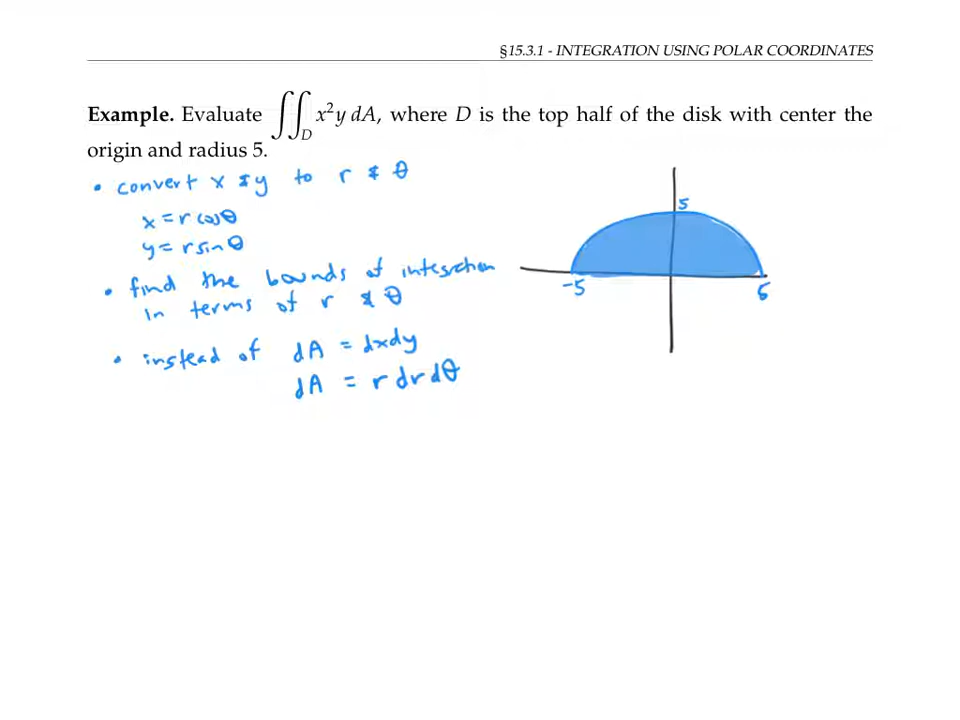 §15.3.1 - INTEGRATION USING POLAR COORDINATES
Example. Evaluate ∬_D x²y dA, where D is the top half of the disk with center the
origin and radius 5.
• convert x & y to r & θ
x = r cosθ
y = r sinθ
• find the bounds of integration
in terms of r & θ
• instead of dA = dxdy
dA = r dr dθ
5
-5
5